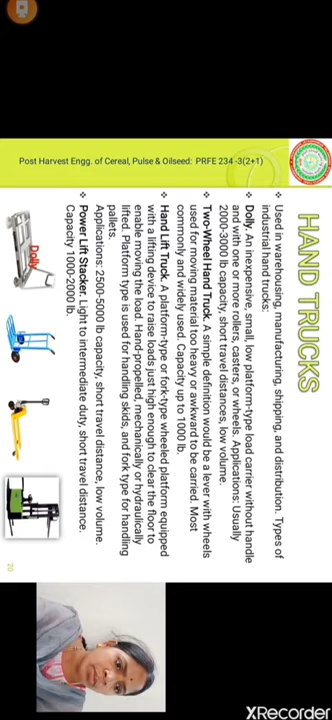 HAND TRUCKS
❖ Used in warehousing, manufacturing, shipping, and distribution. Types of
industrial hand trucks:
❖ Dolly. An inexpensive, small, low platform-type load carrier without handle
and with one or more rollers, casters, or wheels. Applications: Usually
2000-3000 lb capacity, short travel distances, low volume.
❖ Two-Wheel Hand Truck. A simple definition would be a lever with wheels
used for moving material too heavy or awkward to be carried. Most
commonly and widely used. Capacity up to 1000 lb.
❖ Hand Lift Truck. A platform-type or fork-type wheeled platform equipped
with a lifting device to raise loads just high enough to clear the floor to
enable moving the load. Hand-propelled, mechanically or hydraulically
lifted. Platform type is used for handling skids, and fork type for handling
pallets.
Applications: 2500-5000 lb capacity, short travel distance, low volume.
❖ Power Lift Stacker. Light to intermediate duty, short travel distance.
Capacity 1000-2000 lb.
Dolly
Post Harvest Engg. of Cereal, Pulse & Oilseed: PRFE 234 -3(2+1)
20
XRecorder